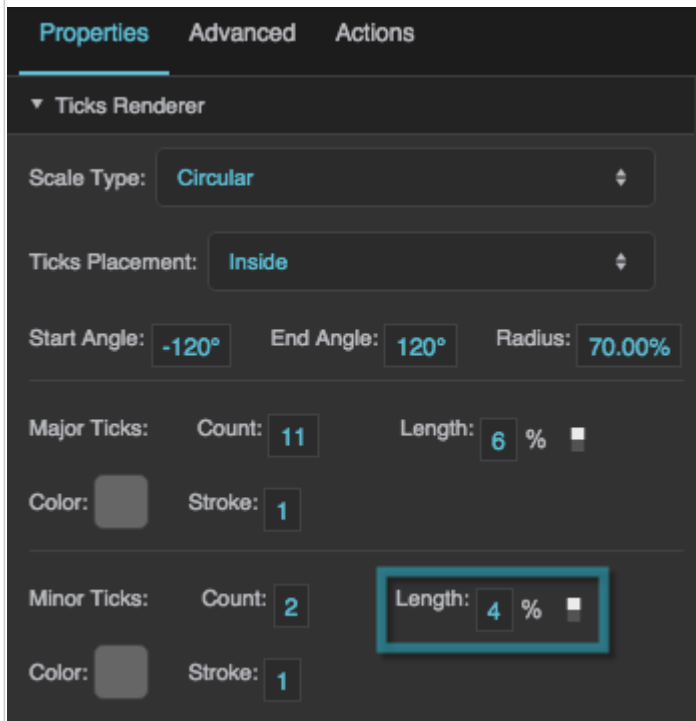 Properties Advanced Actions
▼ Ticks Renderer
Scale Type: Circular
Ticks Placement: Inside
Start Angle: -120° End Angle: 120° Radius: 70.00%
Major Ticks: Count: 11 Length: 6 %
Color: Stroke: 1
Minor Ticks: Count: 2 Length: 4 %
Color: Stroke: 1